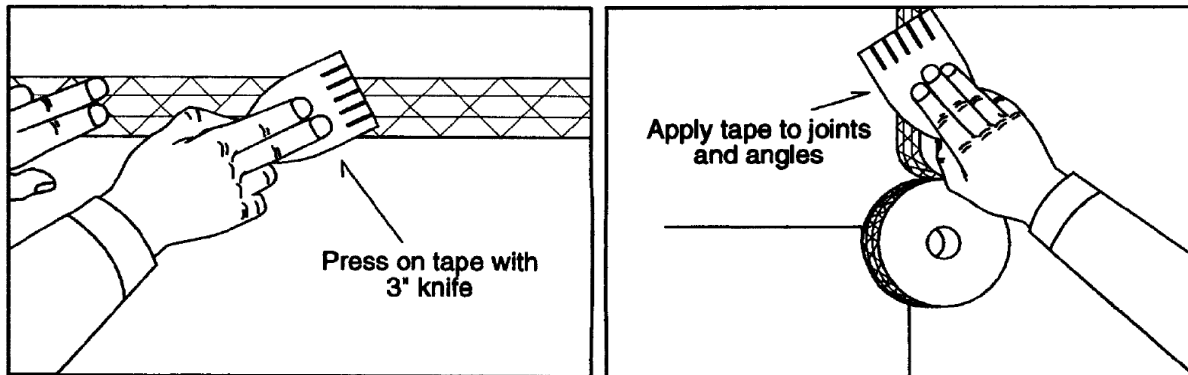 Press on tape with
3" knife
Apply tape to joints
and angles